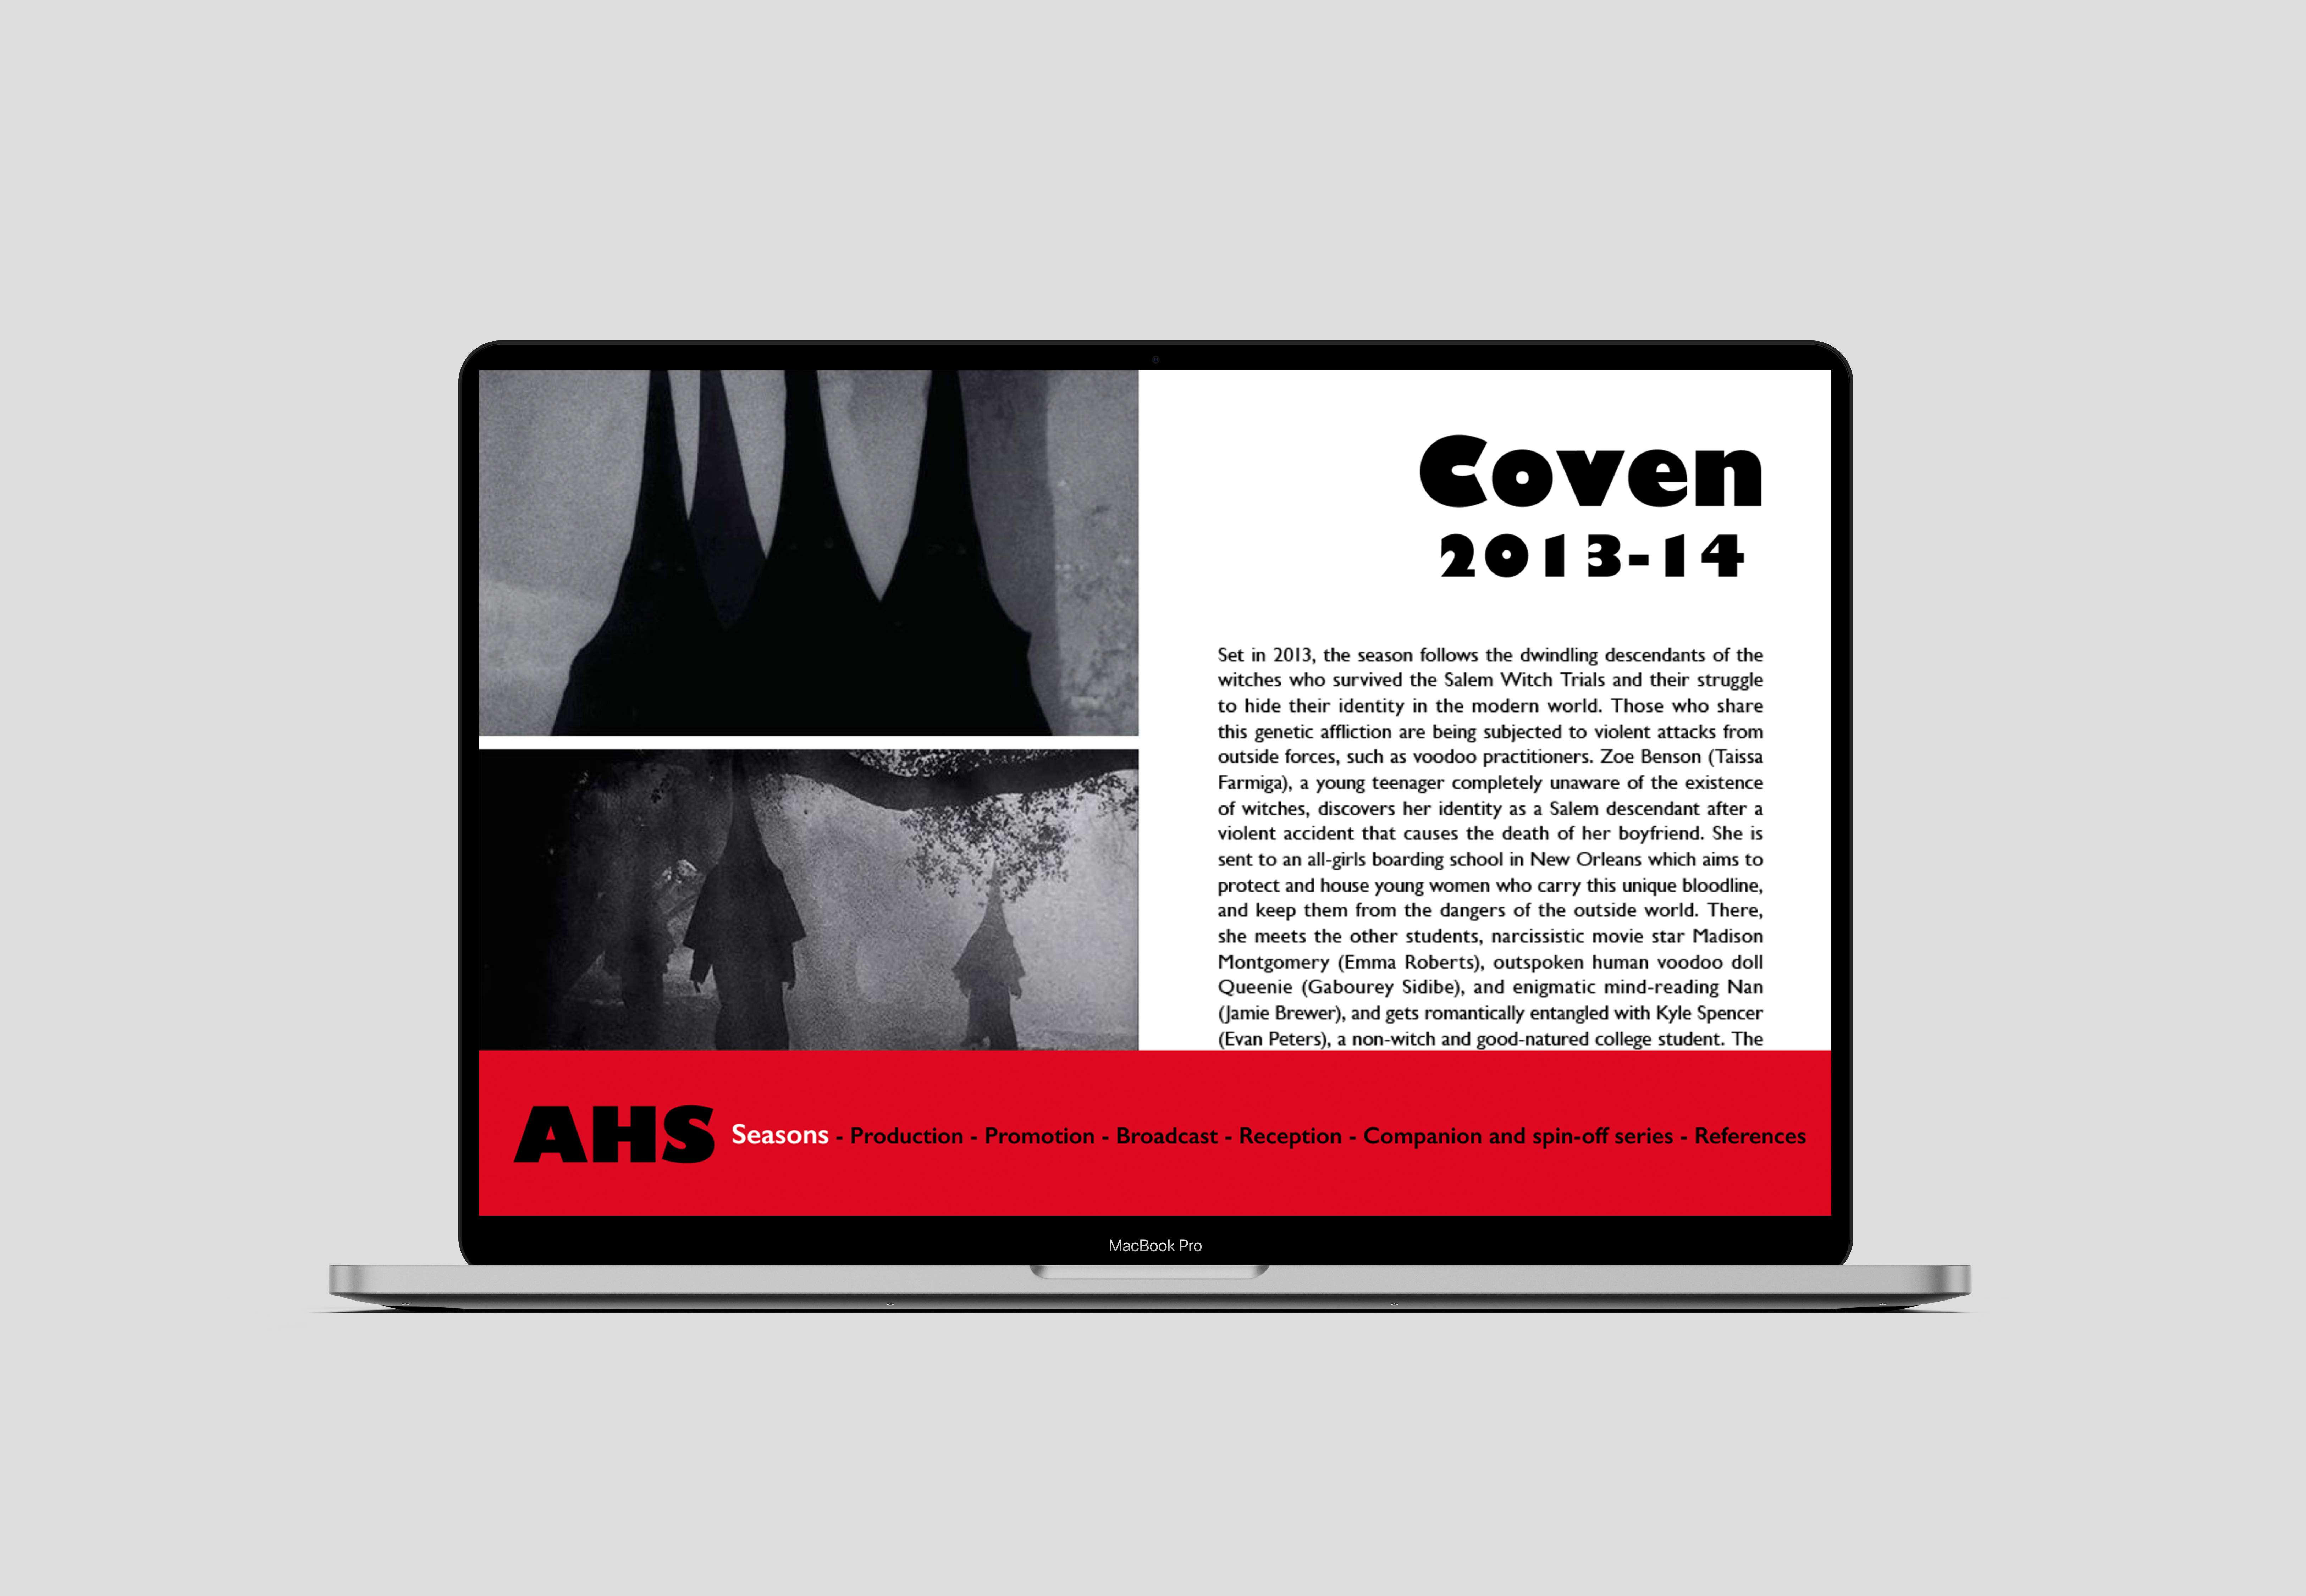 Coven
2013-14
Set in 2013, the season follows the dwindling descendants of the
witches who survived the Salem Witch Trials and their struggle
to hide their identity in the modern world. Those who share
this genetic affliction are being subjected to violent attacks from
outside forces, such as voodoo practitioners. Zoe Benson (Taissa
Farmiga), a young teenager completely unaware of the existence
of witches, discovers her identity as a Salem descendant after a
violent accident that causes the death of her boyfriend. She is
sent to an all-girls boarding school in New Orleans which aims to
protect and house young women who carry this unique bloodline,
and keep them from the dangers of the outside world. There,
she meets the other students, narcissistic movie star Madison
Montgomery (Emma Roberts), outspoken human voodoo doll
Queenie (Gabourey Sidibe), and enigmatic mind-reading Nan
(Jamie Brewer), and gets romantically entangled with Kyle Spencer
(Evan Peters), a non-witch and good-natured college student. The
AHS Seasons - Production - Promotion - Broadcast - Reception - Companion and spin-off series - References
MacBook Pro